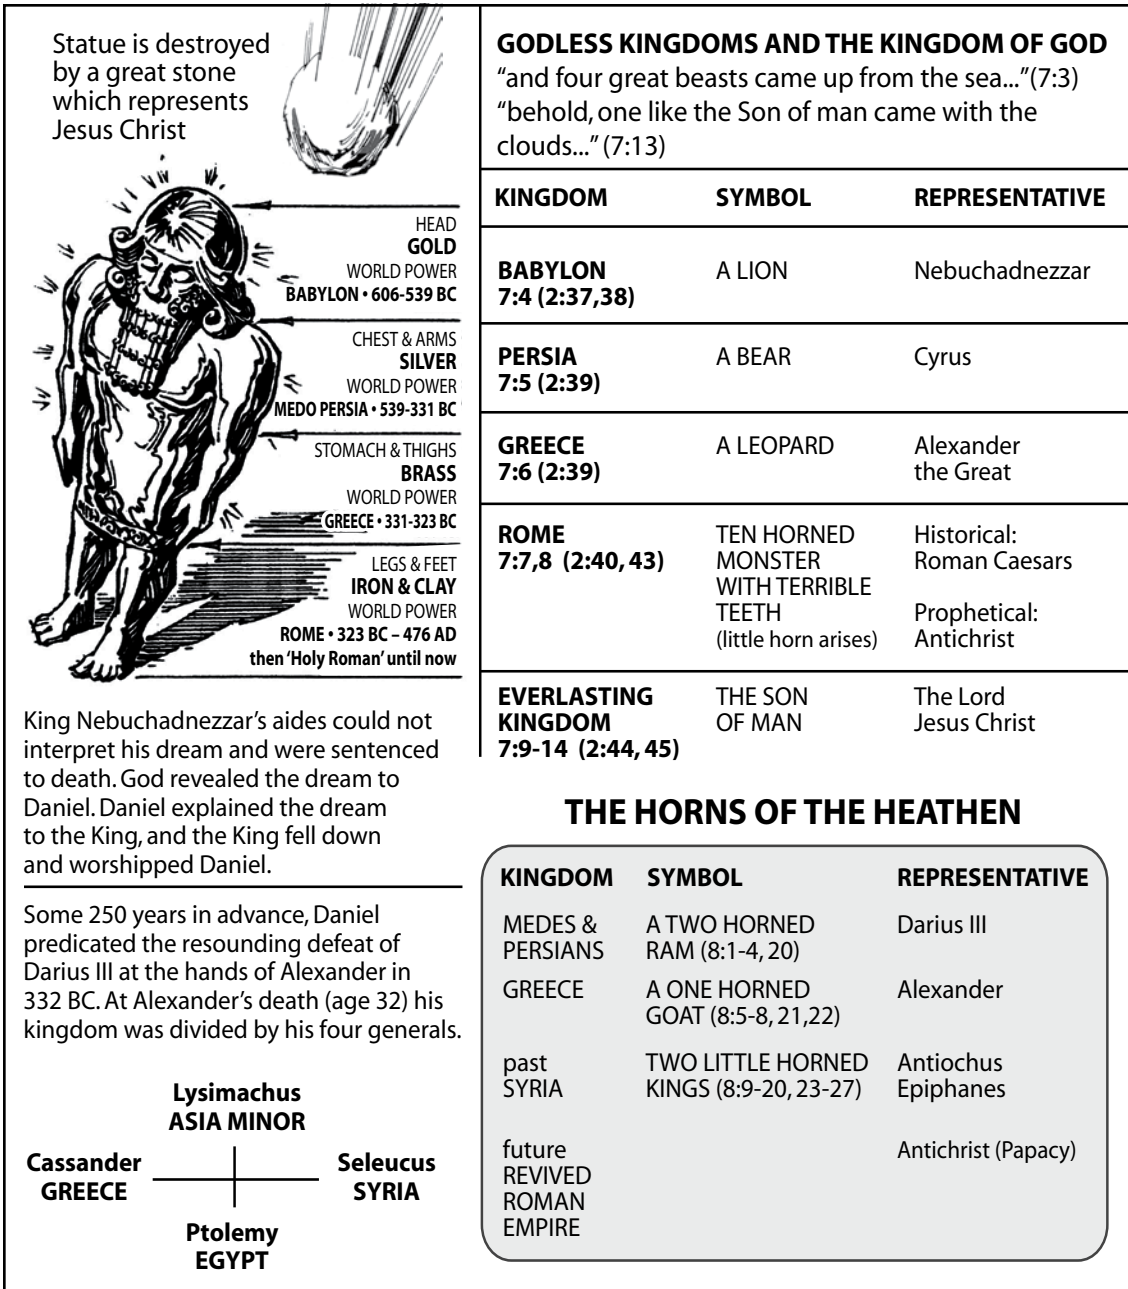 Statue is destroyed
by a great stone
which represents
Jesus Christ
HEAD
GOLD
WORLD POWER
BABYLON • 606-539 BC
CHEST & ARMS
SILVER
WORLD POWER
MEDO PERSIA • 539-331 BC
STOMACH & THIGHS
BRASS
WORLD POWER
GREECE • 331-323 BC
LEGS & FEET
IRON & CLAY
WORLD POWER
ROME • 323 BC – 476 AD
then ‘Holy Roman’ until now
King Nebuchadnezzar’s aides could not
interpret his dream and were sentenced
to death. God revealed the dream to
Daniel. Daniel explained the dream
to the King, and the King fell down
and worshipped Daniel.
Some 250 years in advance, Daniel
predicated the resounding defeat of
Darius III at the hands of Alexander in
332 BC. At Alexander’s death (age 32) his
kingdom was divided by his four generals.
Lysimachus
ASIA MINOR
Cassander
GREECE
Seleucus
SYRIA
Ptolemy
EGYPT
GODLESS KINGDOMS AND THE KINGDOM OF GOD
“and four great beasts came up from the sea...” (7:3)
“behold, one like the Son of man came with the
clouds...” (7:13)
KINGDOM SYMBOL REPRESENTATIVE
BABYLON A LION Nebuchadnezzar
7:4 (2:37,38)
PERSIA A BEAR Cyrus
7:5 (2:39)
GREECE A LEOPARD Alexander
7:6 (2:39) the Great
ROME TEN HORNED Historical:
7:7,8 (2:40, 43) MONSTER Roman Caesars
WITH TERRIBLE
TEETH Prophetical:
(little horn arises) Antichrist
EVERLASTING THE SON The Lord
KINGDOM OF MAN Jesus Christ
7:9-14 (2:44, 45)
THE HORNS OF THE HEATHEN
KINGDOM SYMBOL REPRESENTATIVE
MEDES & A TWO HORNED Darius III
PERSIANS RAM (8:1-4, 20)
GREECE A ONE HORNED Alexander
GOAT (8:5-8, 21,22)
past TWO LITTLE HORNED Antiochus
SYRIA KINGS (8:9-20, 23-27) Epiphanes
future Antichrist (Papacy)
REVIVED
ROMAN
EMPIRE